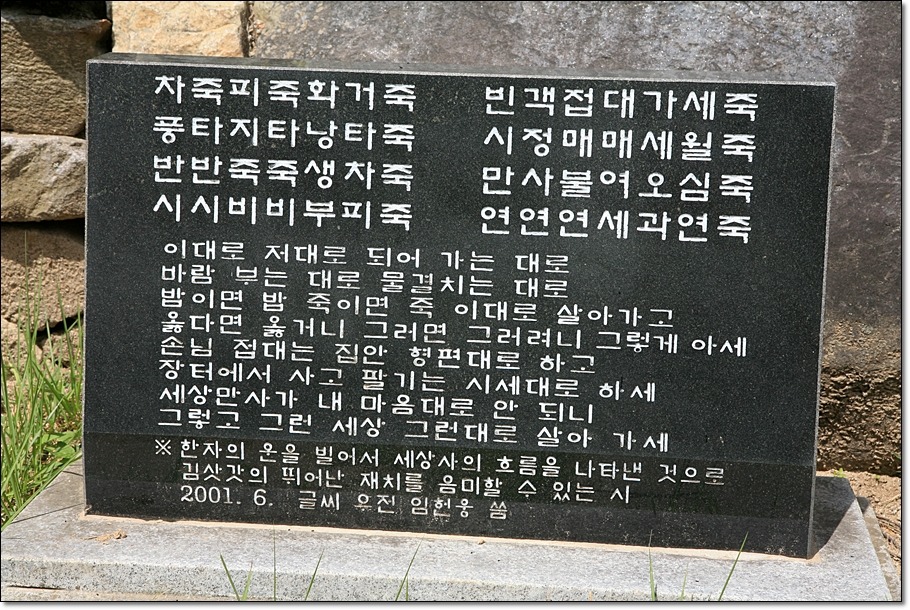 차죽피죽화거죽 빈객접대가세죽
풍타지타낭타죽 시정매매세월죽
반반죽죽생차죽 만사불여오심죽
시시비비부피죽 연연연세과연죽
이대로 저대로 되어 가는 대로
바람 부는 대로 물결치는 대로
밥이면 밥 죽이면 죽 이대로 살아가고
옳다면 옳거니 그러면 그러려니 그렇게 아세
손님 접대는 집안 형편대로 하고
장터에서 사고 팔기는 시세대로 하세
세상만사가 내 마음대로 안 되니
그렇고 그런 세상 그런대로 살아 가세
※ 한자의 운을 빌어서 세상사의 흐름을 나타낸 것으로
김삿갓의 뛰어난 재치를 음미할 수 있는 시
2001. 6. 글씨 우전 임헌웅 씀